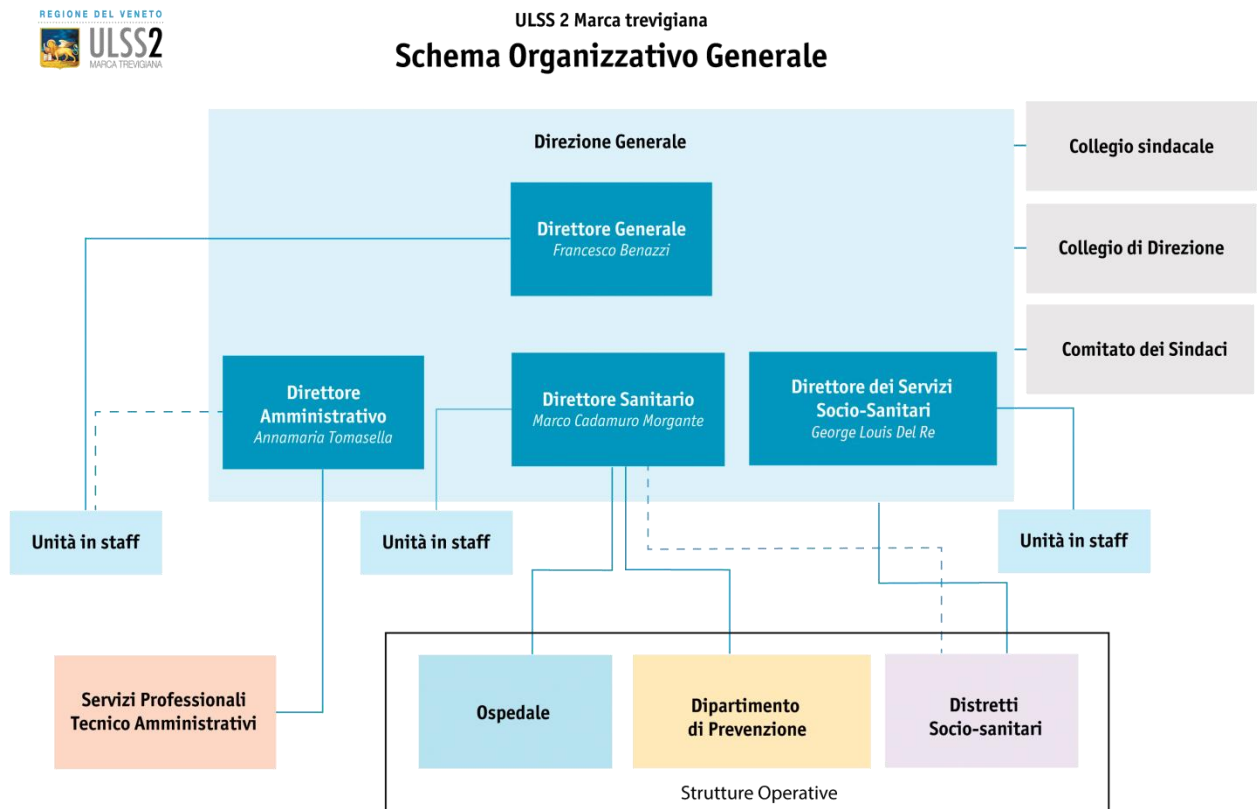 REGIONE DEL VENETO
ULSS2
MARCA TREVIGIANA
ULSS 2 Marca trevigiana
Schema Organizzativo Generale
Direzione Generale
Collegio sindacale
Direttore Generale
Francesco Benazzi
Collegio di Direzione
Comitato dei Sindaci
Direttore
Amministrativo
Annamaria Tomasella
Direttore Sanitario
Marco Cadamuro Morgante
Direttore dei Servizi
Socio-Sanitari
George Louis Del Re
Unità in staff
Unità in staff
Unità in staff
Servizi Professionali
Tecnico Amministrativi
Ospedale
Dipartimento
di Prevenzione
Distretti
Socio-sanitari
Strutture Operative